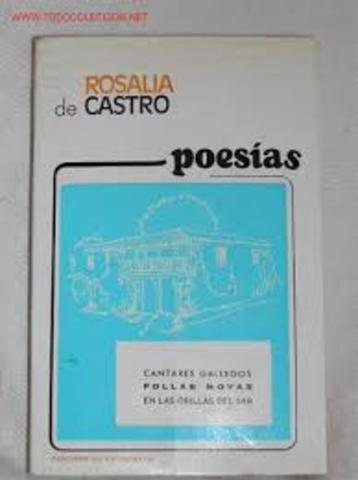 WWW.TODOCOLECCION.NET
ROSALIA
de CASTRO
poesías
CANTARES GALLEGOS
FOLLAS NOVAS
EN LAS ORILLAS DEL SAR